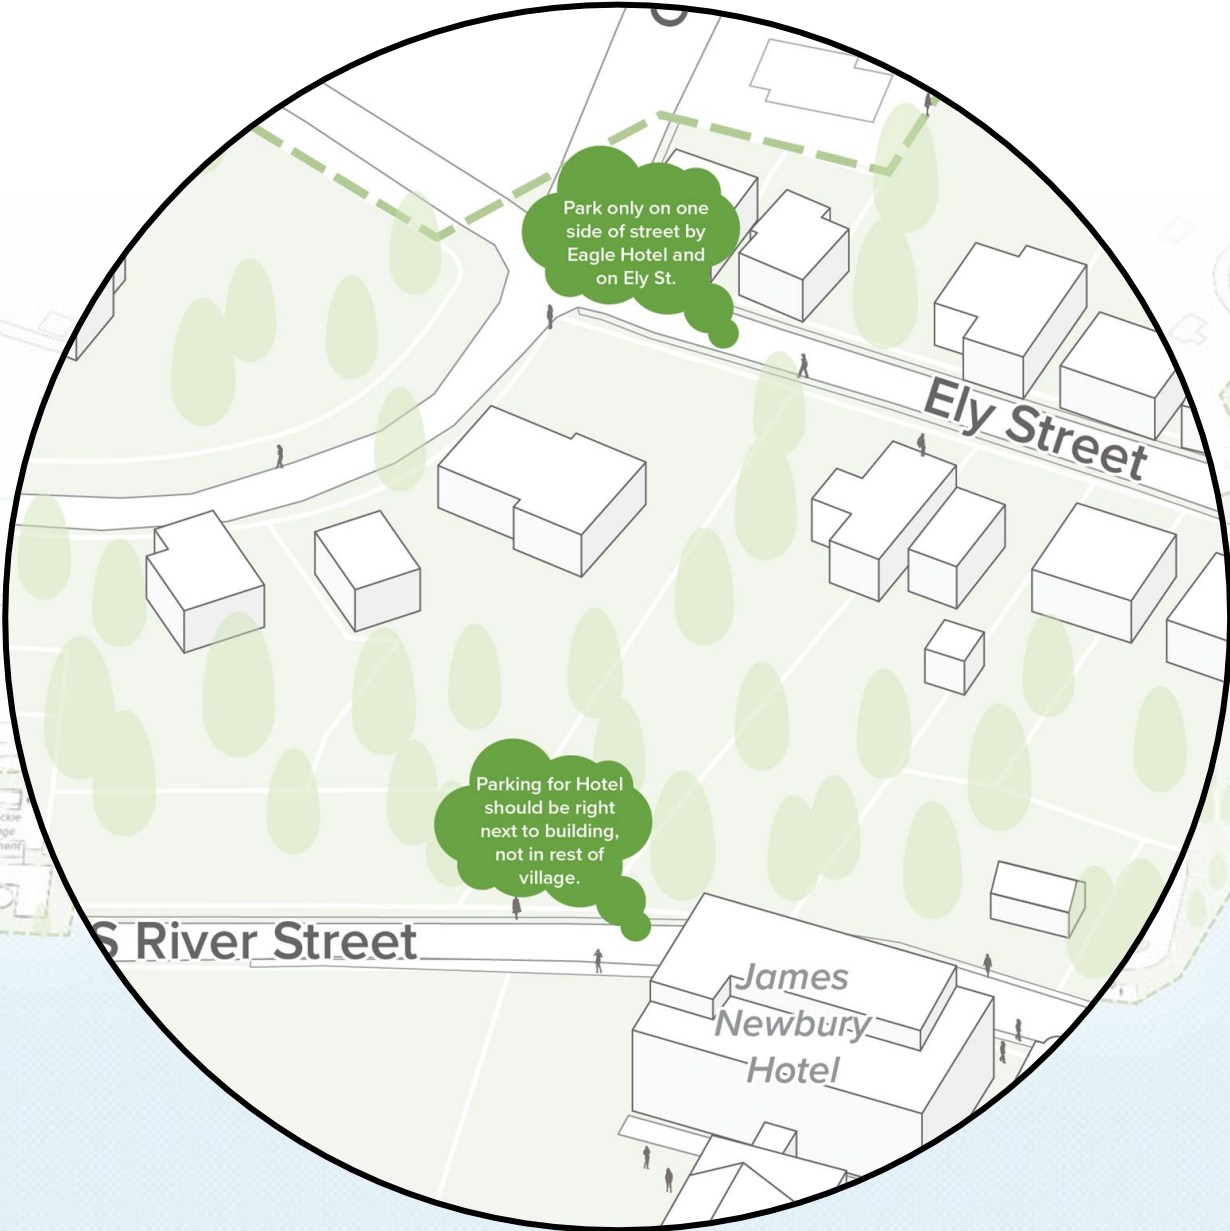 Park only on one
side of street by
Eagle Hotel and
on Ely St.
Ely Street
Parking for Hotel
should be right
next to building,
not in rest of
village.
S River Street
James
Newbury
Hotel